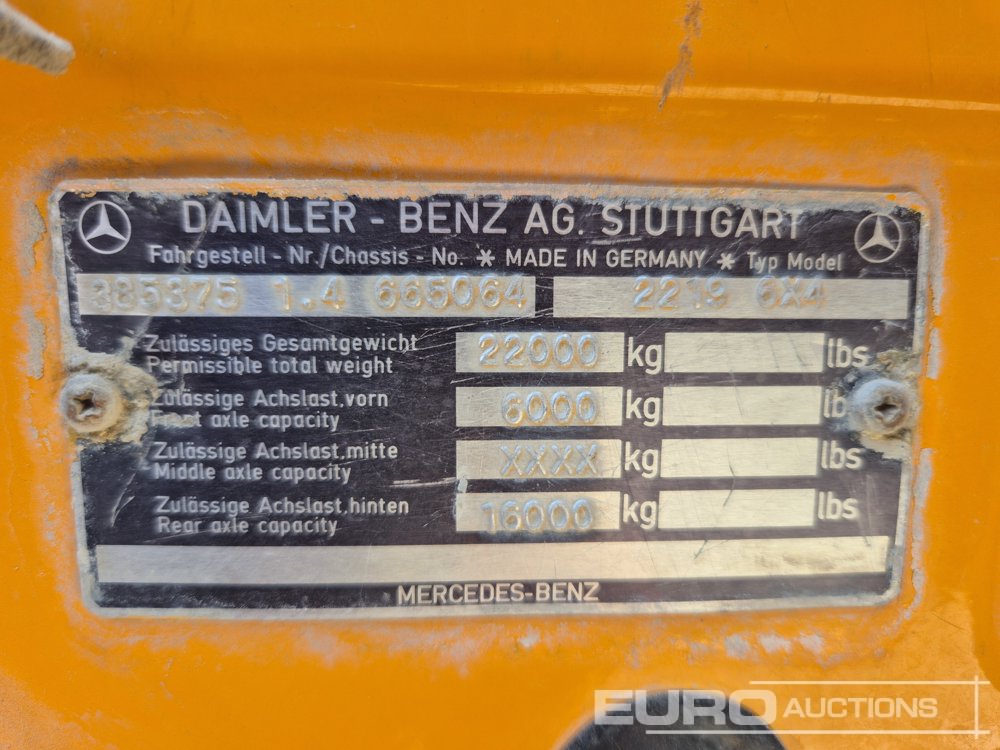 DAIMLER - BENZ AG. STUTTGART
Fahrgestell - Nr./Chassis - No. * MADE IN GERMANY * Typ Model
385375 1.4 665064 2219 6X4
Zulässiges Gesamtgewicht
Permissible total weight 22000 kg lbs
Zulässige Achslast,vorn
Front axle capacity 6000 kg lb
Zulässige Achslast,mitte
Middle axle capacity XXXX kg lbs
Zulässige Achslast,hinten
Rear axle capacity 16000 kg lbs
MERCEDES-BENZ
EURO AUCTIONS